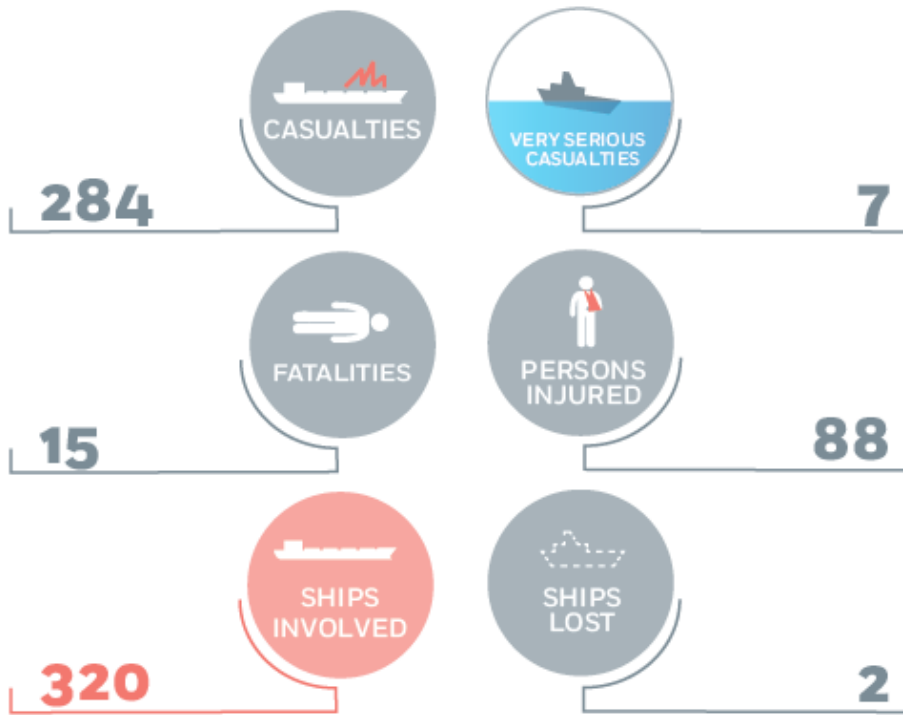 CASUALTIES
284
VERY SERIOUS
CASUALTIES
7
FATALITIES
15
PERSONS
INJURED
88
SHIPS
INVOLVED
320
SHIPS
LOST
2